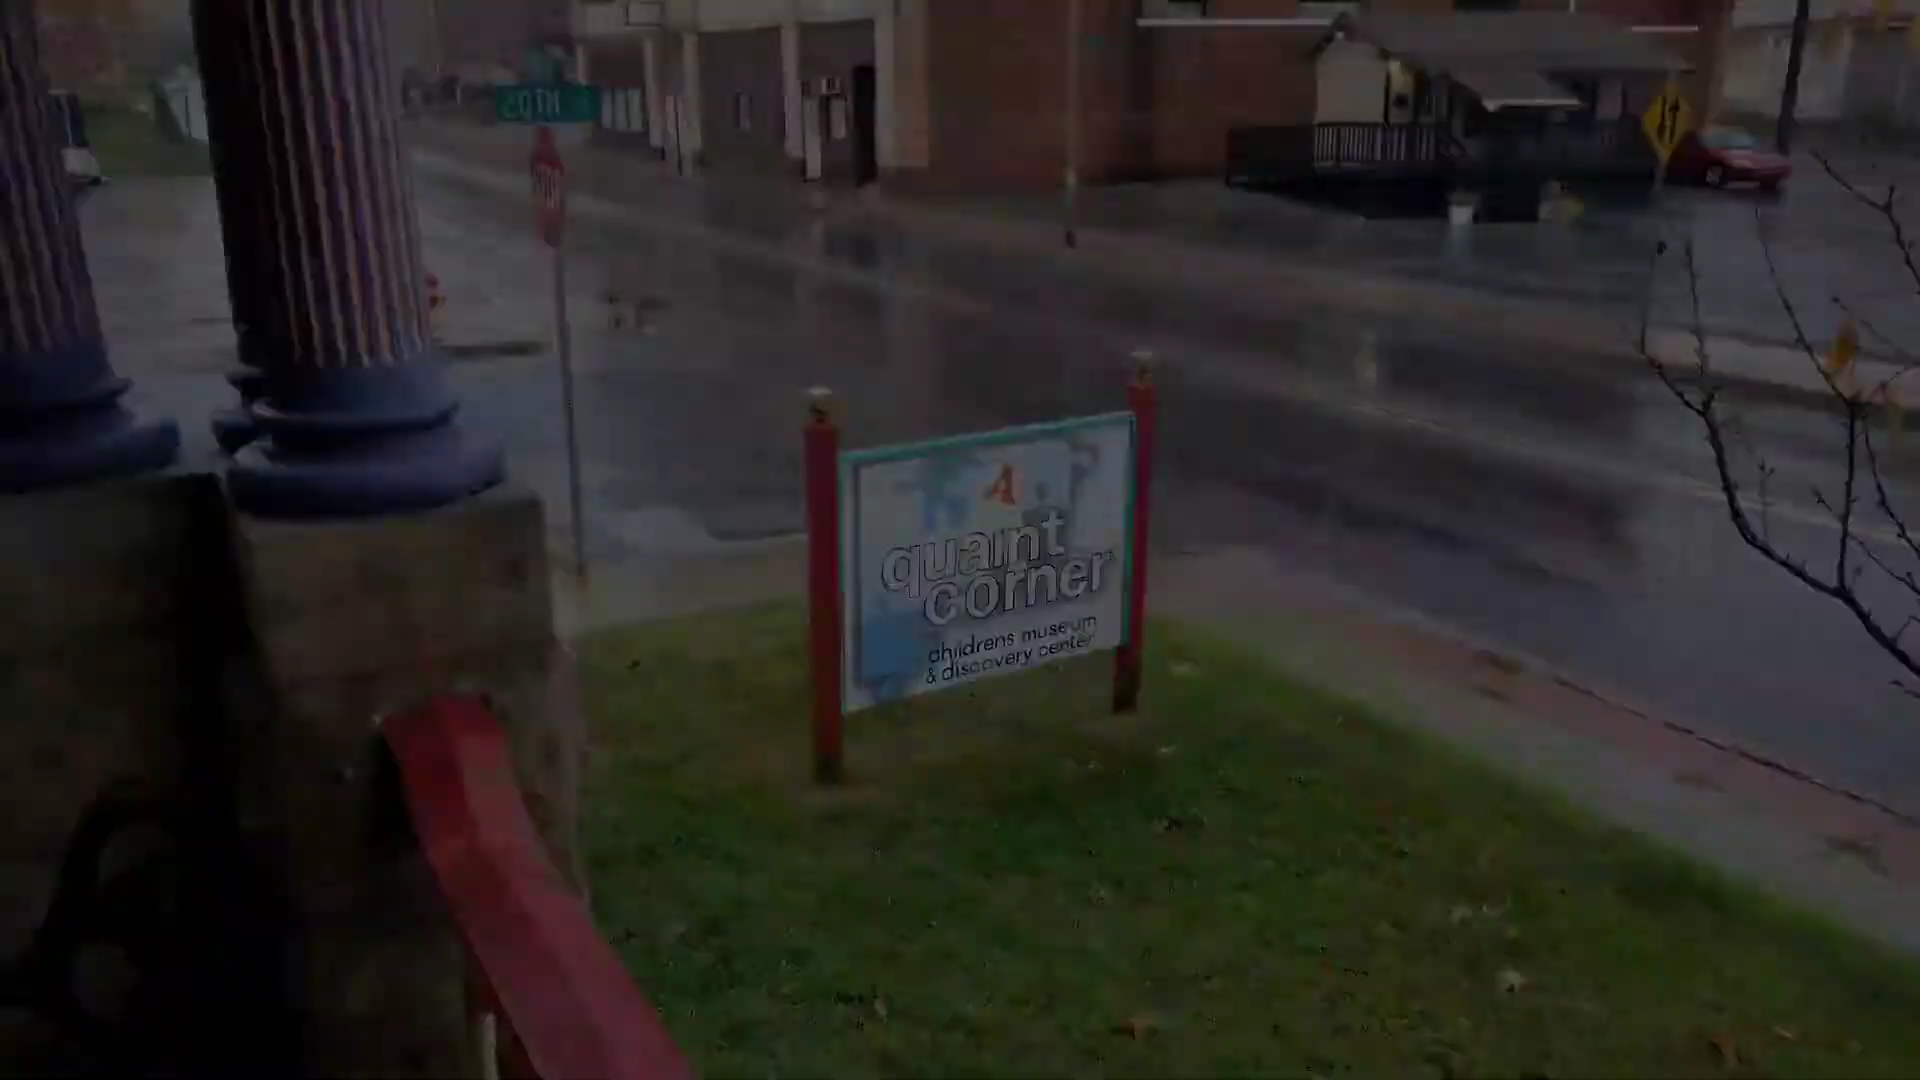 20TH
STOP
A
quaint
corner
childrens museum
& discovery center